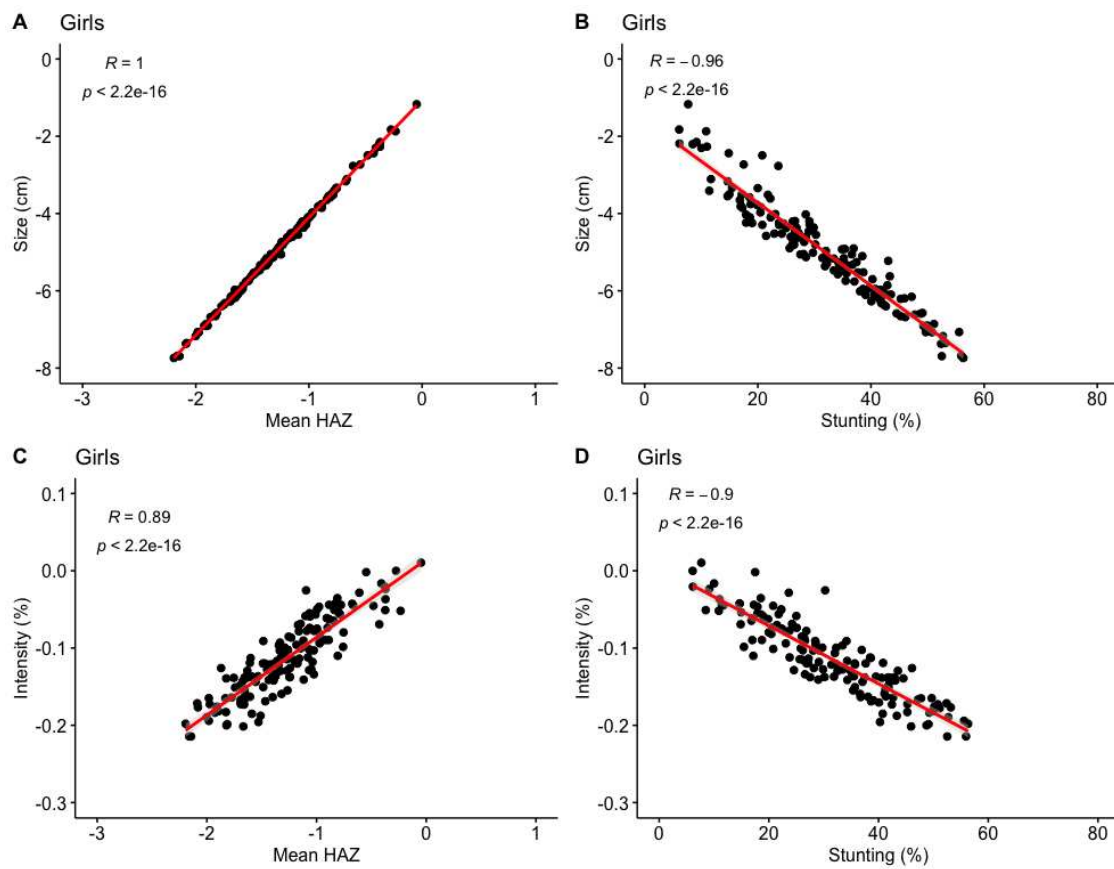 A Girls
R = 1
p < 2.2e-16
Size (cm)
0
-2
-4
-6
-8
-3 -2 -1 0 1
Mean HAZ
B Girls
R = −0.96
p < 2.2e-16
Size (cm)
0
-2
-4
-6
-8
0 20 40 60 80
Stunting (%)
C Girls
R = 0.89
p < 2.2e-16
Intensity (%)
0.1
0.0
-0.1
-0.2
-0.3
-3 -2 -1 0 1
Mean HAZ
D Girls
R = −0.9
p < 2.2e-16
Intensity (%)
0.1
0.0
-0.1
-0.2
-0.3
0 20 40 60 80
Stunting (%)